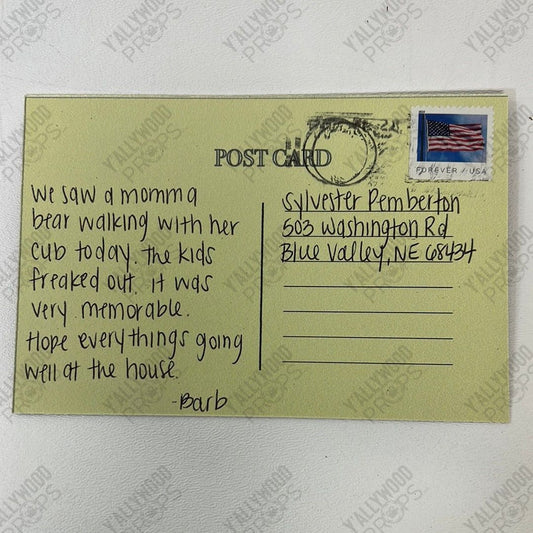 POST CARD
FOREVER / USA
We saw a momma
bear walking with her
cub today. The kids
freaked out. It was
very memorable.
Hope everythings going
well at the house.
-Barb
Sylvester Pemberton
503 Washington Rd
Blue Valley, NE 68434
Y'ALLYWOOD
PROPS